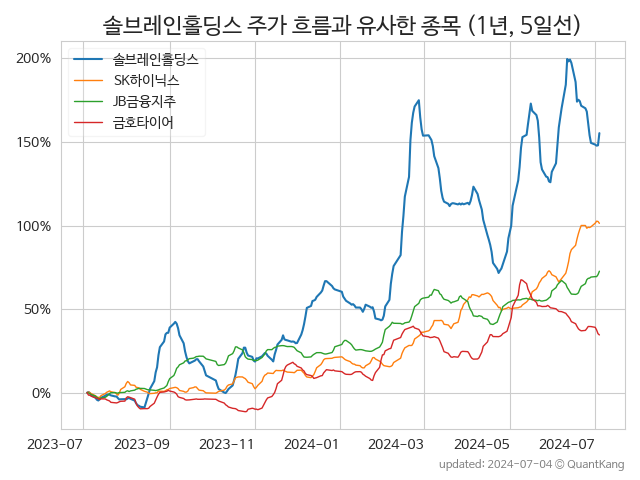 솔브레인홀딩스 주가 흐름과 유사한 종목 (1년, 5일선)
200%
150%
100%
50%
0%
솔브레인홀딩스
SK하이닉스
JB금융지주
금호타이어
2023-07
2023-09
2023-11
2024-01
2024-03
2024-05
2024-07
updated: 2024-07-04 © QuantKang